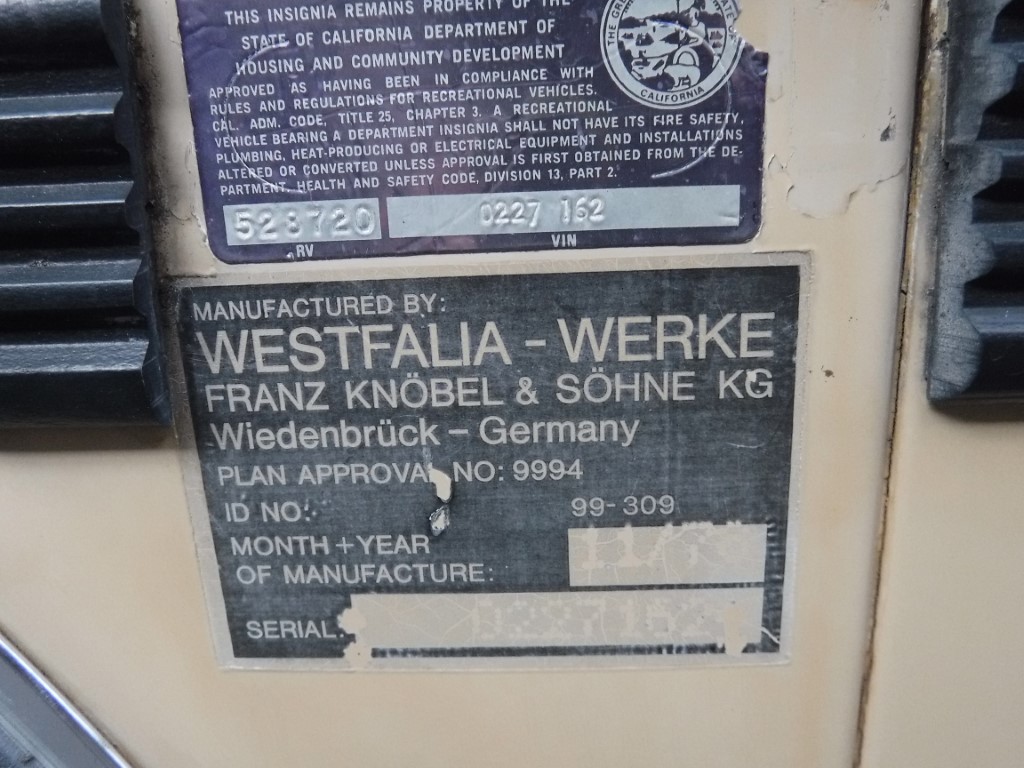 THIS INSIGNIA REMAINS PROPERTY OF THE
STATE OF CALIFORNIA DEPARTMENT OF
HOUSING AND COMMUNITY DEVELOPMENT
APPROVED AS HAVING BEEN IN COMPLIANCE WITH
RULES AND REGULATIONS FOR RECREATIONAL VEHICLES.
CAL. ADM. CODE, TITLE 25, CHAPTER 3. A RECREATIONAL
VEHICLE BEARING A DEPARTMENT INSIGNIA SHALL NOT HAVE ITS FIRE SAFETY,
PLUMBING, HEAT-PRODUCING OR ELECTRICAL EQUIPMENT AND INSTALLATIONS
ALTERED OR CONVERTED UNLESS APPROVAL IS FIRST OBTAINED FROM THE DE-
PARTMENT, HEALTH AND SAFETY CODE, DIVISION 13, PART 2.
CALIFORNIA
528720 0227 162
RV VIN
MANUFACTURED BY:
WESTFALIA - WERKE
FRANZ KNÖBEL & SÖHNE KG
Wiedenbrück - Germany
PLAN APPROVAL NO: 9994
ID NO: 99-309
MONTH + YEAR
OF MANUFACTURE:
SERIAL: 0227162